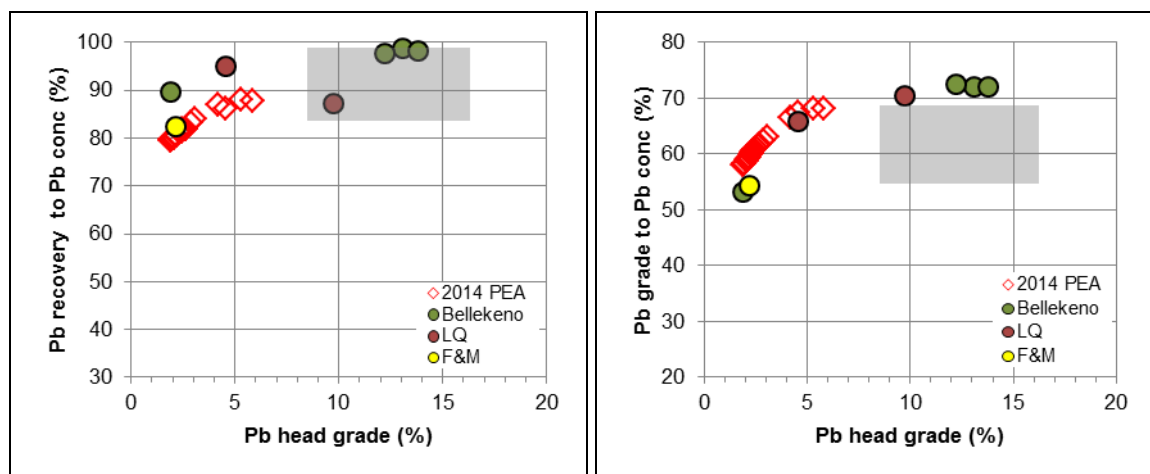 Pb recovery to Pb conc (%)
100
90
80
70
60
50
40
30
0
5
10
15
20
Pb head grade (%)
2014 PEA
Bellekeno
LQ
F&M
Pb grade to Pb conc (%)
80
70
60
50
40
30
20
0
5
10
15
20
Pb head grade (%)
2014 PEA
Bellekeno
LQ
F&M